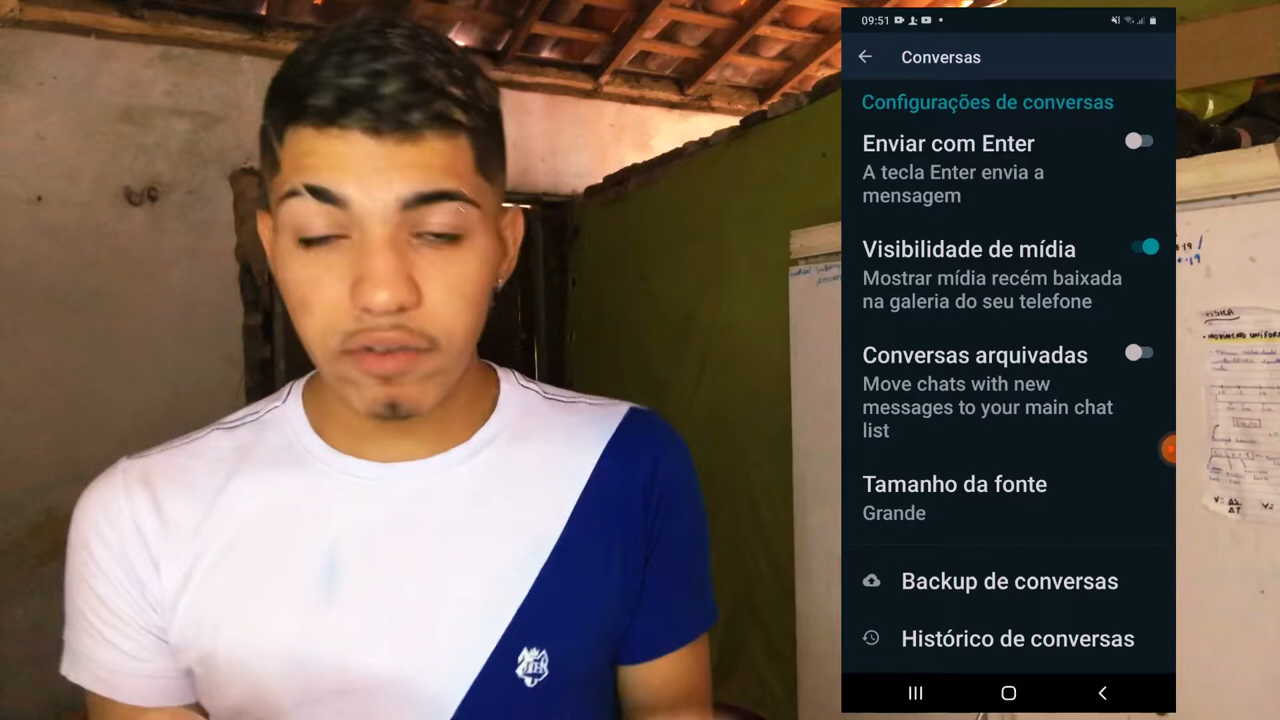 09:51
Conversas
Configurações de conversas
Enviar com Enter
A tecla Enter envia a
mensagem
Visibilidade de mídia
Mostrar mídia recém baixada
na galeria do seu telefone
Conversas arquivadas
Move chats with new
messages to your main chat
list
Tamanho da fonte
Grande
Backup de conversas
Histórico de conversas
FÍSICA